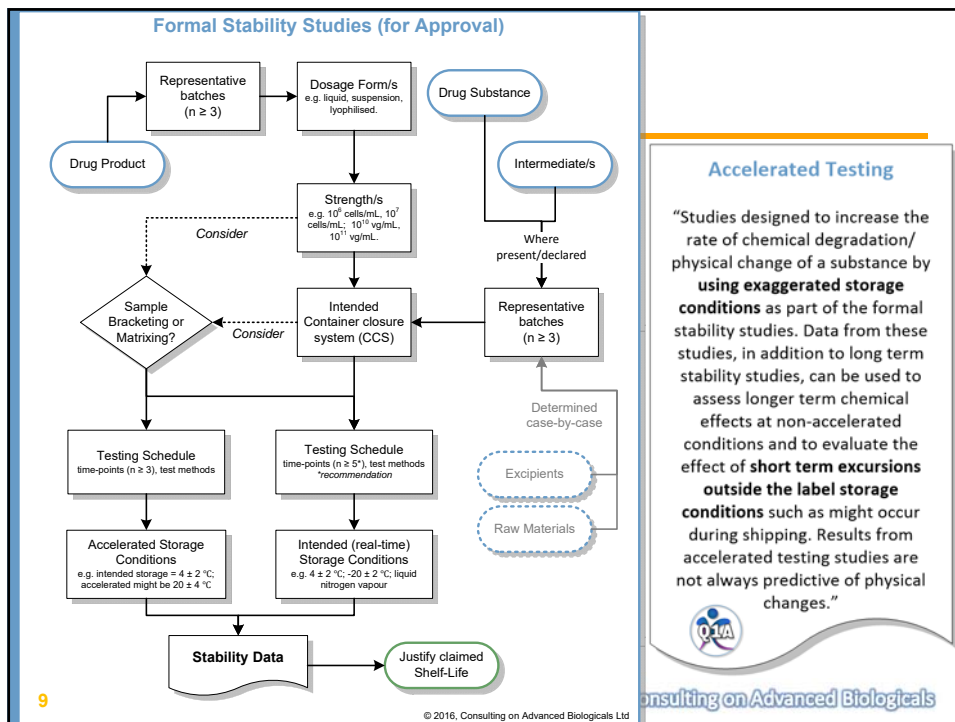 Formal Stability Studies (for Approval)
Representative
batches
(n ≥ 3)
Dosage Form/s
e.g. liquid, suspension,
lyophilised.
Drug Substance
Drug Product
Intermediate/s
Strength/s
e.g. 10⁶ cells/mL, 10⁷
cells/mL; 10¹⁰ vg/mL,
10¹¹ vg/mL.
Consider
Where
present/declared
Sample
Bracketing or
Matrixing?
Consider
Intended
Container closure
system (CCS)
Representative
batches
(n ≥ 3)
Determined
case-by-case
Testing Schedule
time-points (n ≥ 3), test methods
Testing Schedule
time-points (n ≥ 5*), test methods
*recommendation
Excipients
Raw Materials
Accelerated Storage
Conditions
e.g. intended storage = 4 ± 2 °C;
accelerated might be 20 ± 4 °C
Intended (real-time)
Storage Conditions
e.g. 4 ± 2 °C; -20 ± 2 °C; liquid
nitrogen vapour
Stability Data
Justify claimed
Shelf-Life
9
© 2016, Consulting on Advanced Biologicals Ltd
Accelerated Testing
“Studies designed to increase the
rate of chemical degradation/
physical change of a substance by
using exaggerated storage
conditions as part of the formal
stability studies. Data from these
studies, in addition to long term
stability studies, can be used to
assess longer term chemical
effects at non-accelerated
conditions and to evaluate the
effect of short term excursions
outside the label storage
conditions such as might occur
during shipping. Results from
accelerated testing studies are
not always predictive of physical
changes.”
Q1A
onsulting on Advanced Biologicals